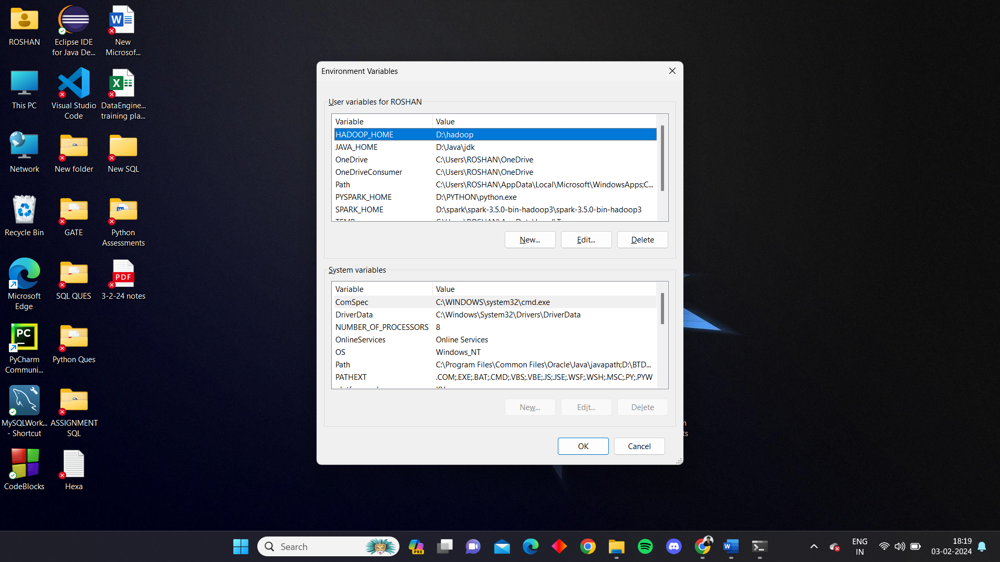 ROSHAN
Eclipse IDE
for Java De...
New
Microsof...
This PC
Visual Studio
Code
DataEngine...
training pla...
Network
New folder
New SQL
Recycle Bin
GATE
Python
Assessments
Microsoft
Edge
SQL QUES
PDF
3-2-24 notes
PC
PyCharm
Communi...
Python Ques
MySQLWork...
- Shortcut
ASSIGNMENT
SQL
CodeBlocks
Hexa
Environment Variables
User variables for ROSHAN
Variable Value
HADOOP_HOME D:\hadoop
JAVA_HOME D:\Java\jdk
OneDrive C:\Users\ROSHAN\OneDrive
OneDriveConsumer C:\Users\ROSHAN\OneDrive
Path C:\Users\ROSHAN\AppData\Local\Microsoft\WindowsApps;C...
PYSPARK_HOME D:\PYTHON\python.exe
SPARK_HOME D:\spark\spark-3.5.0-bin-hadoop3\spark-3.5.0-bin-hadoop3
New... Edit... Delete
System variables
Variable Value
ComSpec C:\WINDOWS\system32\cmd.exe
DriverData C:\Windows\System32\Drivers\DriverData
NUMBER_OF_PROCESSORS 8
OnlineServices Online Services
OS Windows_NT
Path C:\Program Files\Common Files\Oracle\Java\javapath;D:\BTD...
PATHEXT .COM;.EXE;.BAT;.CMD;.VBS;.VBE;.JS;.JSE;.WSF;.WSH;.MSC;.PY;.PYW
New... Edit... Delete
OK Cancel
Search
PRE
ENG
IN
18:19
03-02-2024